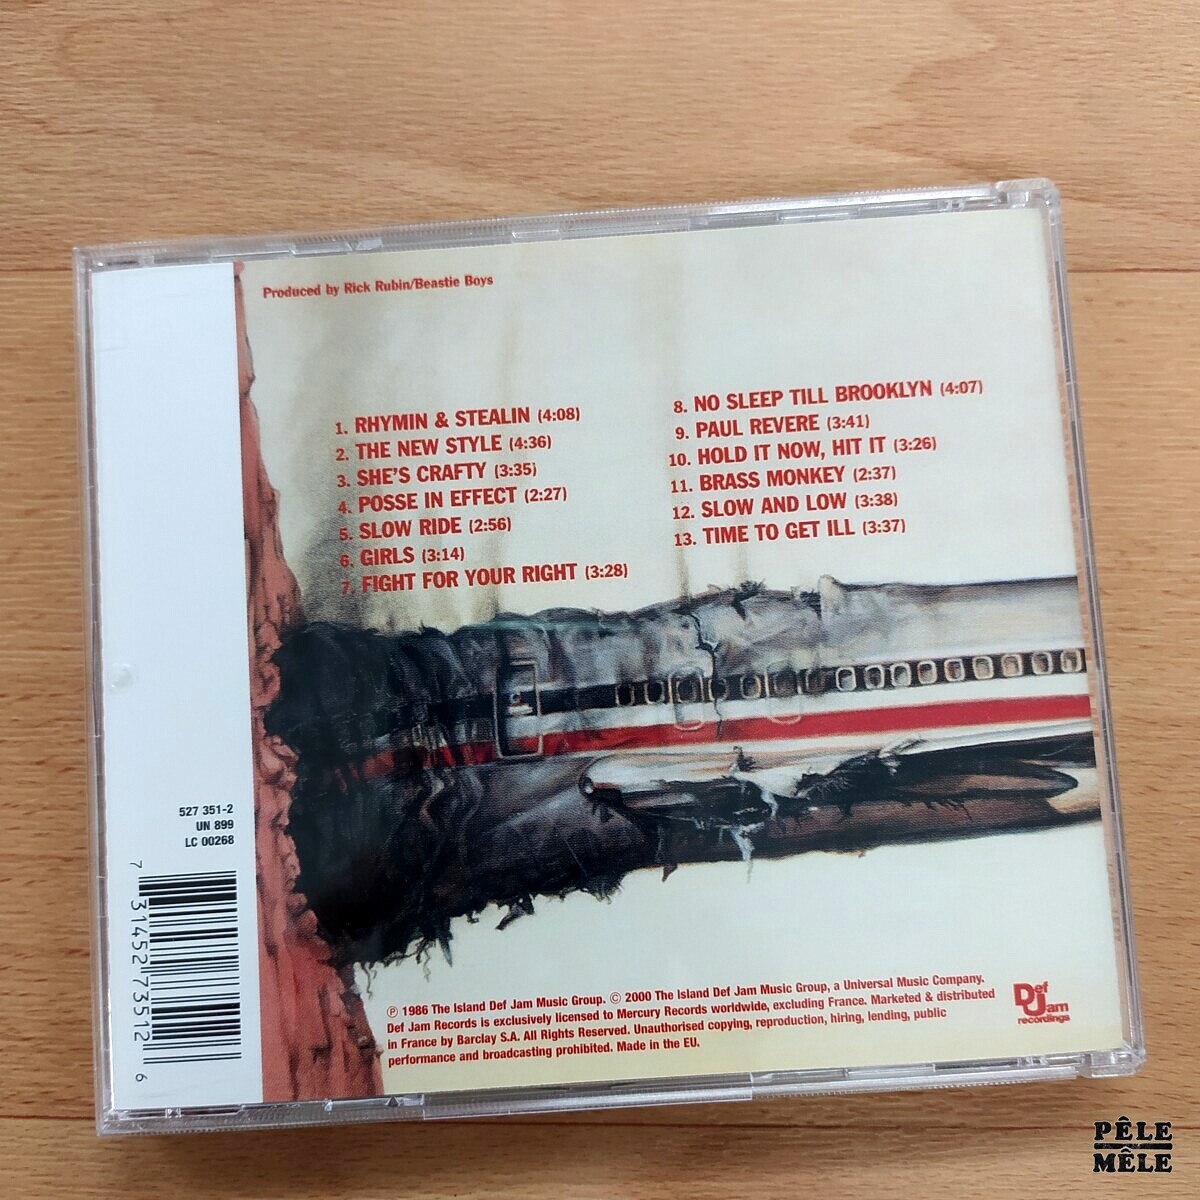 Produced by Rick Rubin/Beastie Boys
1. RHYMIN & STEALIN (4:08)
2. THE NEW STYLE (4:36)
3. SHE'S CRAFTY (3:35)
4. POSSE IN EFFECT (2:27)
5. SLOW RIDE (2:56)
6. GIRLS (3:14)
7. FIGHT FOR YOUR RIGHT (3:28)
8. NO SLEEP TILL BROOKLYN (4:07)
9. PAUL REVERE (3:41)
10. HOLD IT NOW, HIT IT (3:26)
11. BRASS MONKEY (2:37)
12. SLOW AND LOW (3:38)
13. TIME TO GET ILL (3:37)
527 351-2
UN 899
LC 00268
7 31452 73512 6
℗ 1986 The Island Def Jam Music Group. © 2000 The Island Def Jam Music Group, a Universal Music Company.
Def Jam Records is exclusively licensed to Mercury Records worldwide, excluding France. Marketed & distributed
in France by Barclay S.A. All Rights Reserved. Unauthorised copying, reproduction, hiring, lending, public
performance and broadcasting prohibited. Made in the EU.
Def
Jam
recordings
PÊLE
MÊLE